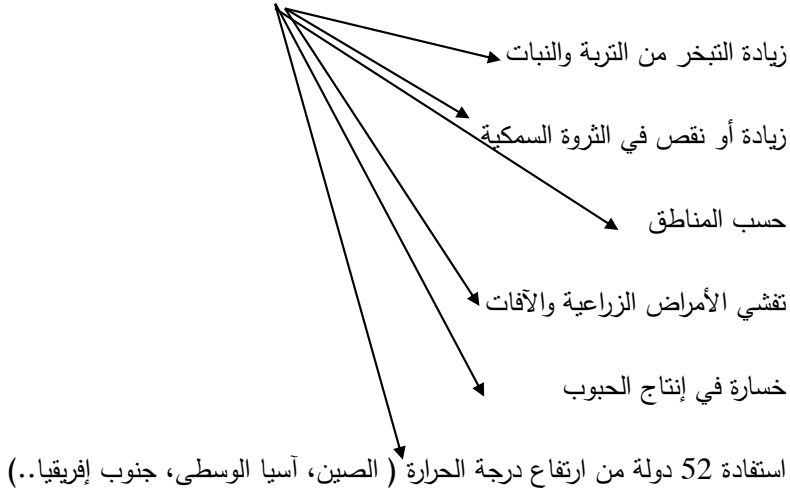 زيادة التبخر من التربة والنبات
زيادة أو نقص في الثروة السمكية
حسب المناطق
تفشي الأمراض الزراعية والآفات
خسارة في إنتاج الحبوب
استفادة 52 دولة من ارتفاع درجة الحرارة ( الصين، آسيا الوسطى، جنوب إفريقيا..)